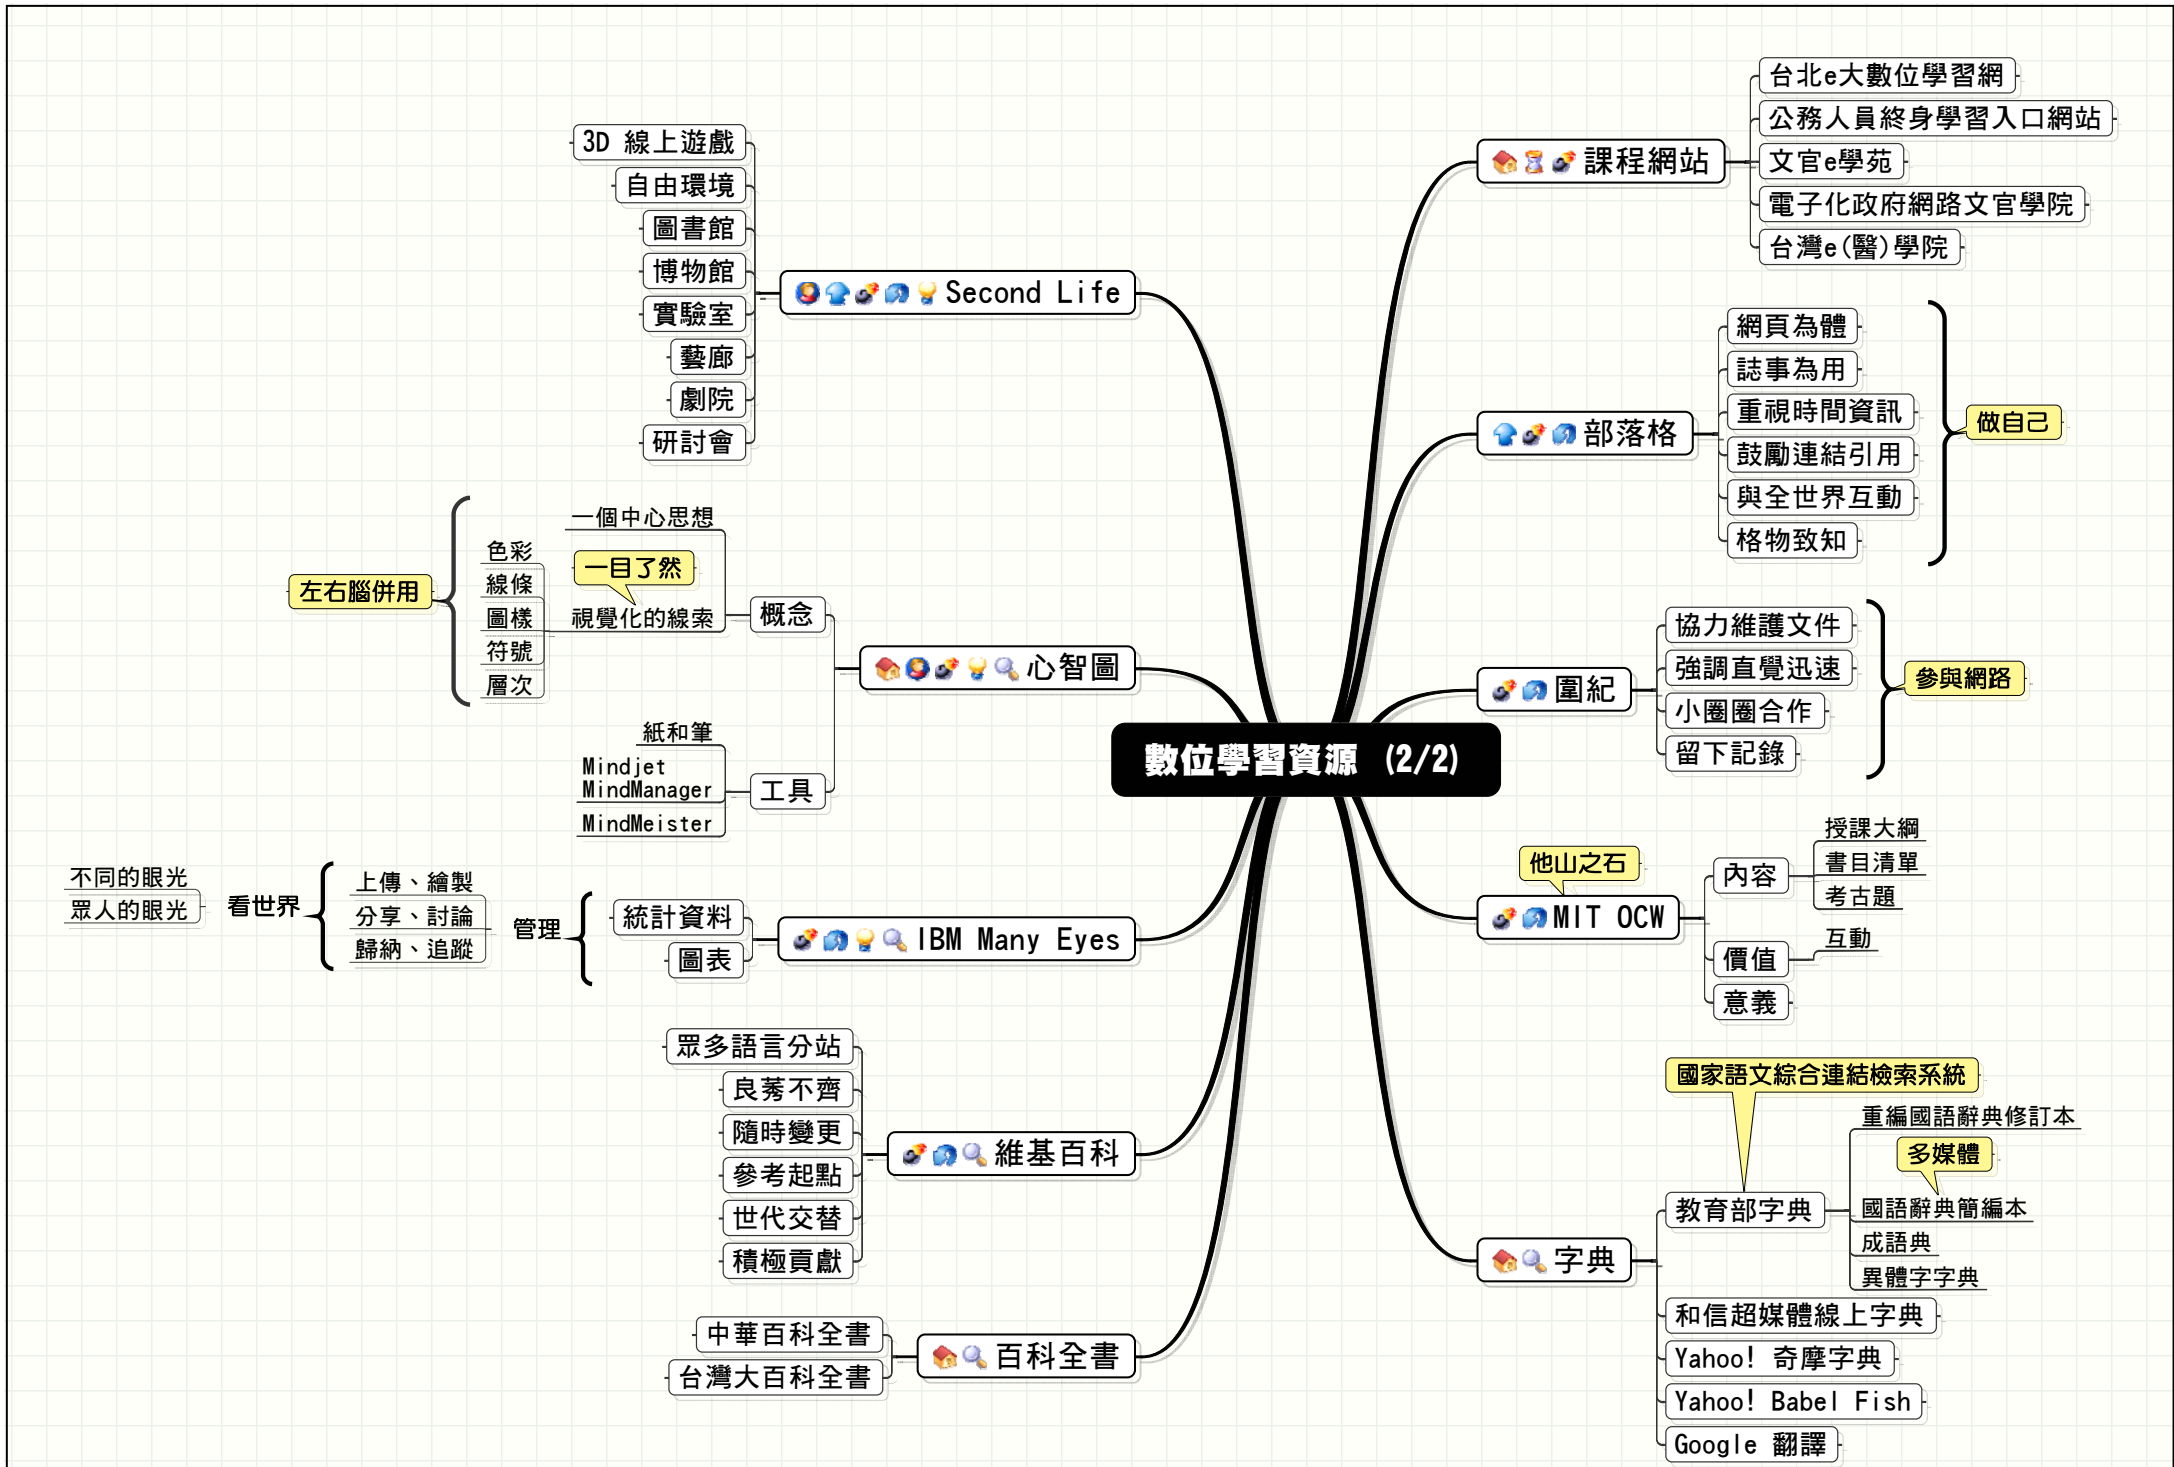 數位學習資源 (2/2)
課程網站
台北e大數位學習網
公務人員終身學習入口網站
文官e學苑
電子化政府網路文官學院
台灣e(醫)學院
部落格
網頁為體
誌事為用
重視時間資訊
鼓勵連結引用
與全世界互動
格物致知
做自己
圍紀
協力維護文件
強調直覺迅速
小圈圈合作
留下記錄
參與網路
他山之石
MIT OCW
內容
授課大綱
書目清單
考古題
價值
互動
意義
字典
國家語文綜合連結檢索系統
教育部字典
重編國語辭典修訂本
多媒體
國語辭典簡編本
成語典
異體字字典
和信超媒體線上字典
Yahoo! 奇摩字典
Yahoo! Babel Fish
Google 翻譯
Second Life
3D 線上遊戲
自由環境
圖書館
博物館
實驗室
藝廊
劇院
研討會
心智圖
概念
一個中心思想
一目了然
視覺化的線索
色彩
線條
圖樣
符號
層次
左右腦併用
工具
紙和筆
Mindjet
MindManager
MindMeister
IBM Many Eyes
統計資料
圖表
管理
上傳、繪製
分享、討論
歸納、追蹤
看世界
不同的眼光
眾人的眼光
維基百科
眾多語言分站
良莠不齊
隨時變更
參考起點
世代交替
積極貢獻
百科全書
中華百科全書
台灣大百科全書